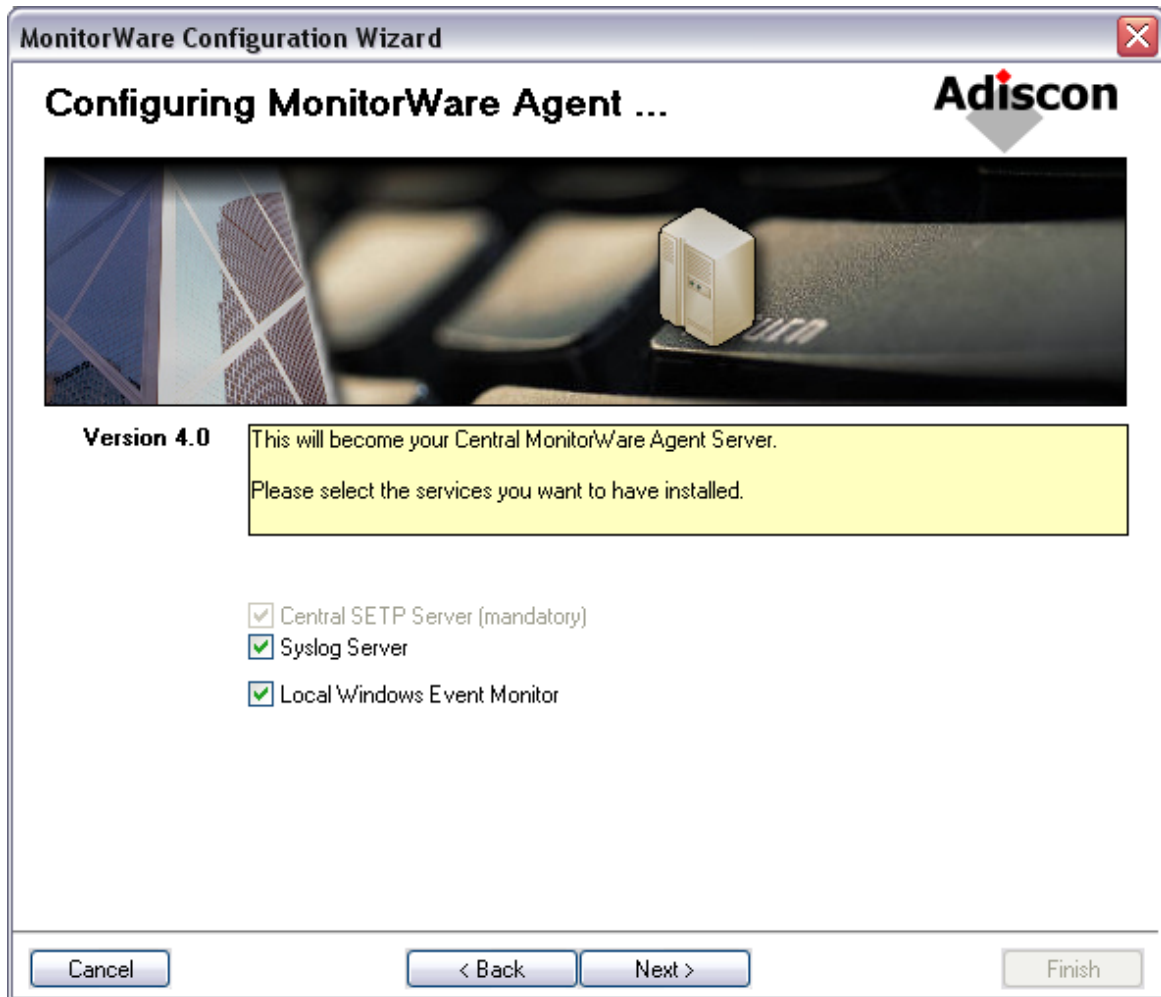 MonitorWare Configuration Wizard
Configuring MonitorWare Agent ...
Adiscon
urn
Version 4.0
This will become your Central MonitorWare Agent Server.
Please select the services you want to have installed.
Central SETP Server (mandatory)
Syslog Server
Local Windows Event Monitor
Cancel
< Back
Next >
Finish